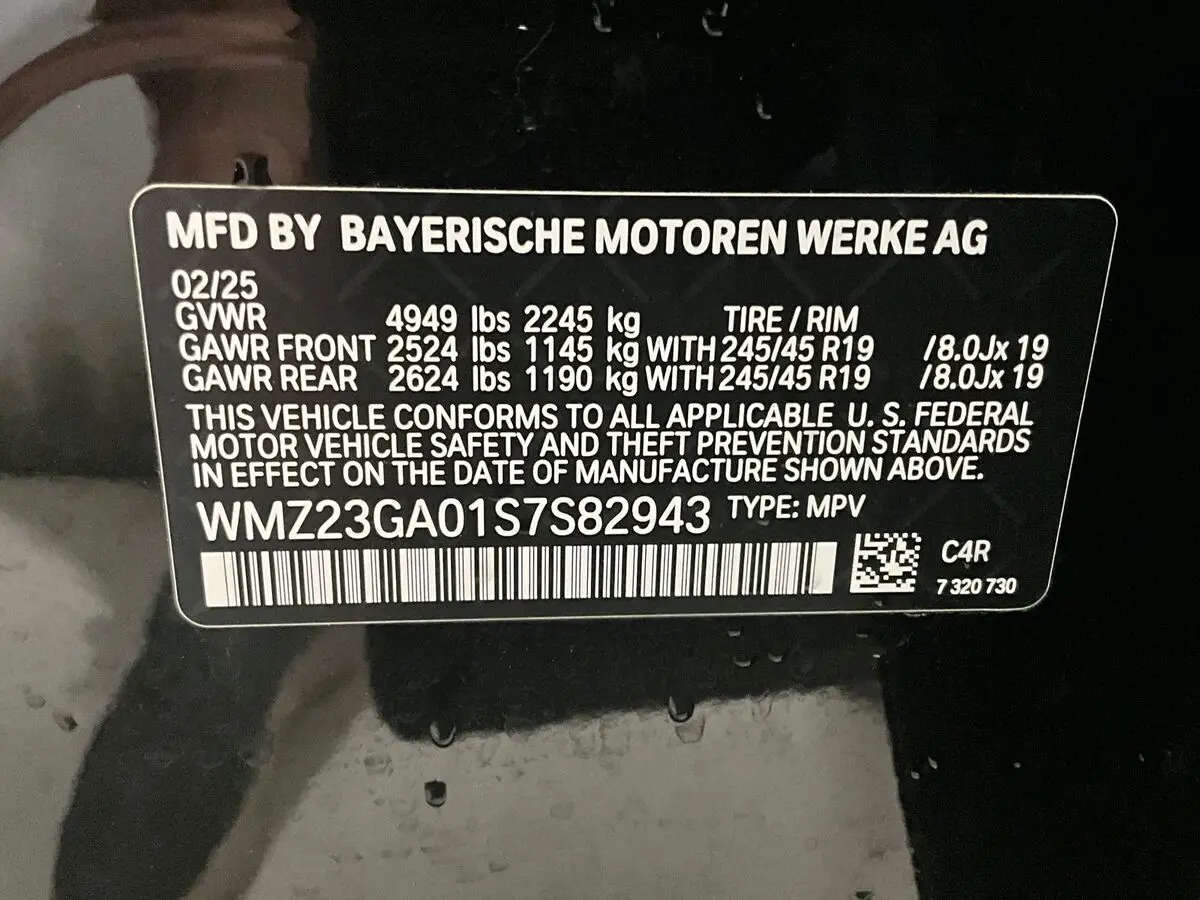 MFD BY BAYERISCHE MOTOREN WERKE AG
02/25
GVWR 4949 lbs 2245 kg TIRE / RIM
GAWR FRONT 2524 lbs 1145 kg WITH 245/45 R19 /8.0Jx 19
GAWR REAR 2624 lbs 1190 kg WITH 245/45 R19 /8.0Jx 19
THIS VEHICLE CONFORMS TO ALL APPLICABLE U. S. FEDERAL
MOTOR VEHICLE SAFETY AND THEFT PREVENTION STANDARDS
IN EFFECT ON THE DATE OF MANUFACTURE SHOWN ABOVE.
WMZ23GA01S7S82943 TYPE: MPV
C4R
7 320 730